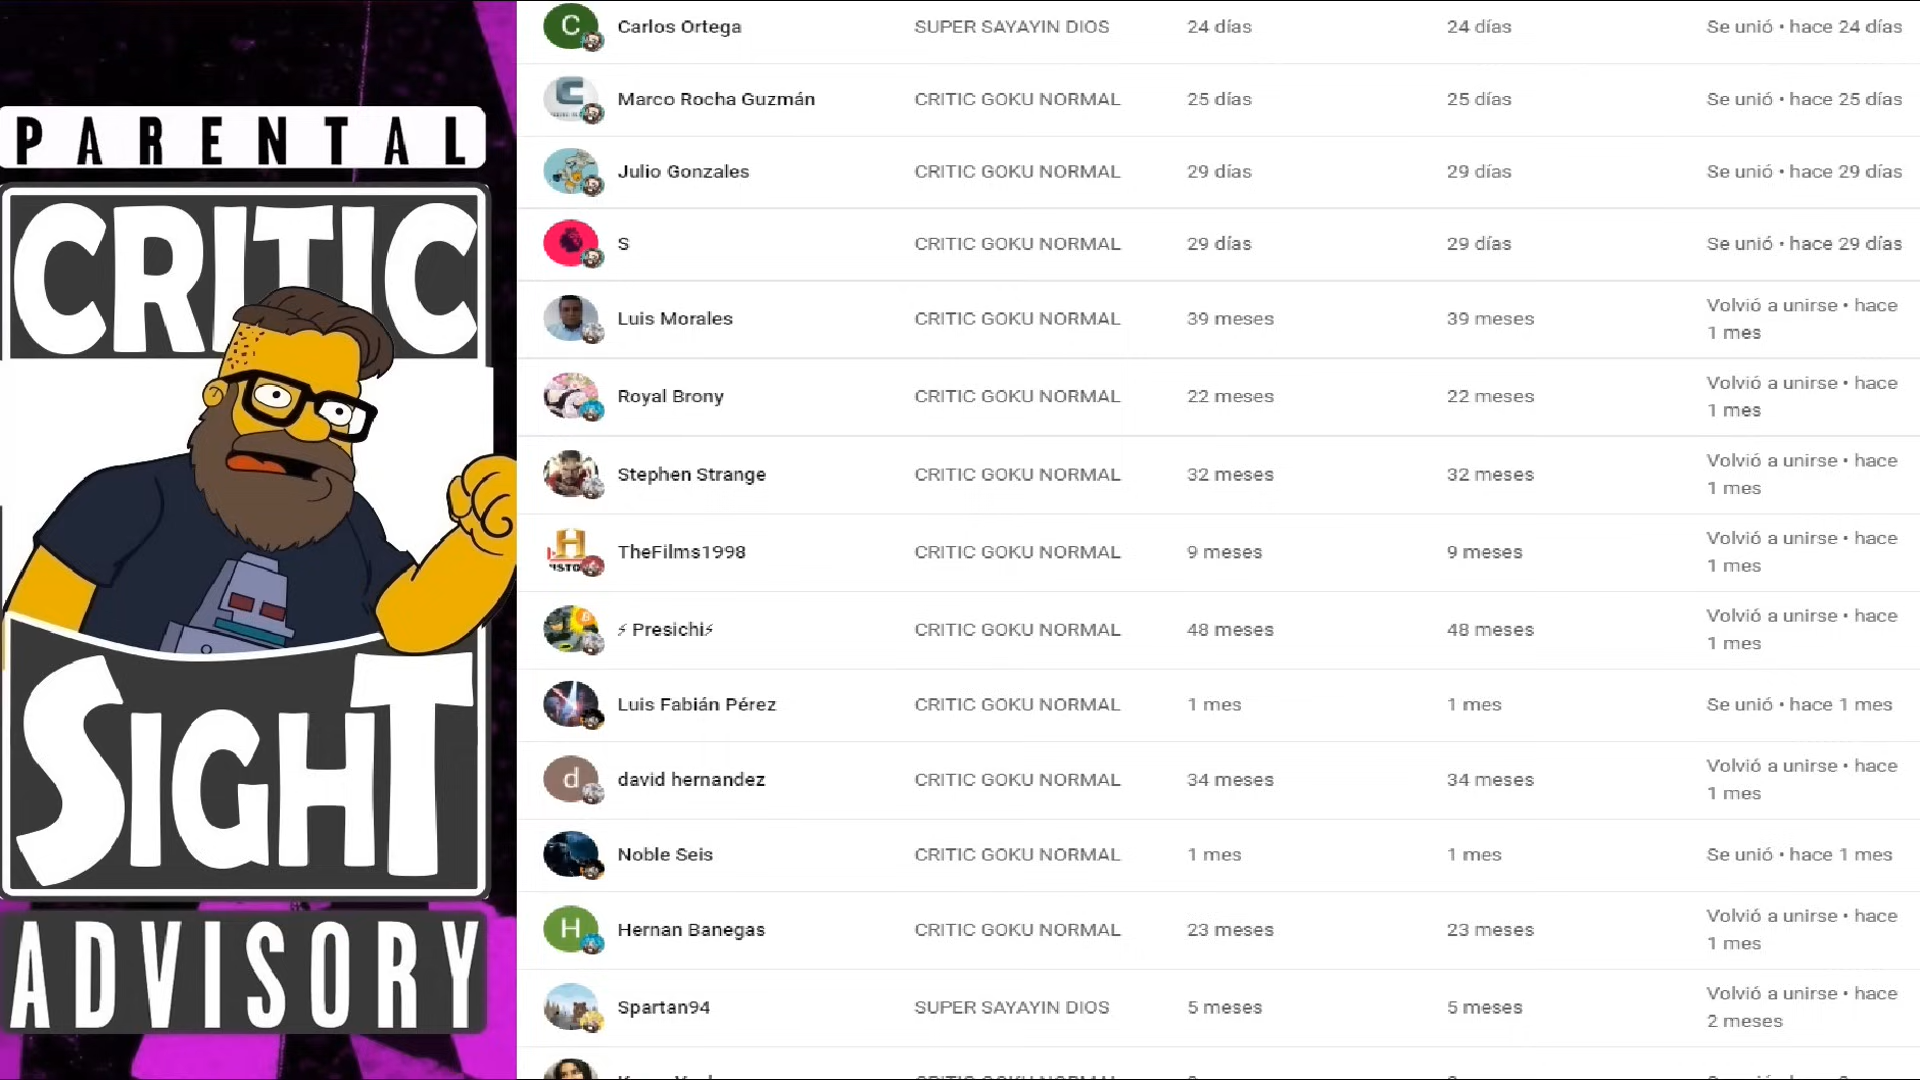 PARENTAL
CRITIC
SIGHT
ADVISORY
Carlos Ortega SUPER SAYAYIN DIOS 24 días 24 días Se unió • hace 24 días
Marco Rocha Guzmán CRITIC GOKU NORMAL 25 días 25 días Se unió • hace 25 días
Julio Gonzales CRITIC GOKU NORMAL 29 días 29 días Se unió • hace 29 días
S CRITIC GOKU NORMAL 29 días 29 días Se unió • hace 29 días
Luis Morales CRITIC GOKU NORMAL 39 meses 39 meses Volvió a unirse • hace
1 mes
Royal Brony CRITIC GOKU NORMAL 22 meses 22 meses Volvió a unirse • hace
1 mes
Stephen Strange CRITIC GOKU NORMAL 32 meses 32 meses Volvió a unirse • hace
1 mes
TheFilms1998 CRITIC GOKU NORMAL 9 meses 9 meses Volvió a unirse • hace
1 mes
⚡ Presichi⚡ CRITIC GOKU NORMAL 48 meses 48 meses Volvió a unirse • hace
1 mes
Luis Fabián Pérez CRITIC GOKU NORMAL 1 mes 1 mes Se unió • hace 1 mes
d david hernandez CRITIC GOKU NORMAL 34 meses 34 meses Volvió a unirse • hace
1 mes
Noble Seis CRITIC GOKU NORMAL 1 mes 1 mes Se unió • hace 1 mes
H Hernan Banegas CRITIC GOKU NORMAL 23 meses 23 meses Volvió a unirse • hace
1 mes
Spartan94 SUPER SAYAYIN DIOS 5 meses 5 meses Volvió a unirse • hace
2 meses